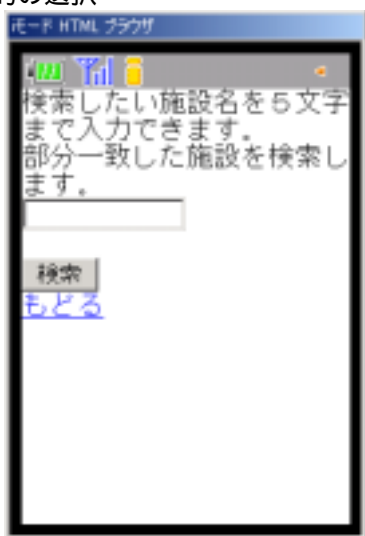 iモード HTML ブラウザ
検索したい施設名を５文字
まで入力できます。
部分一致した施設を検索し
ます。
検索
もどる